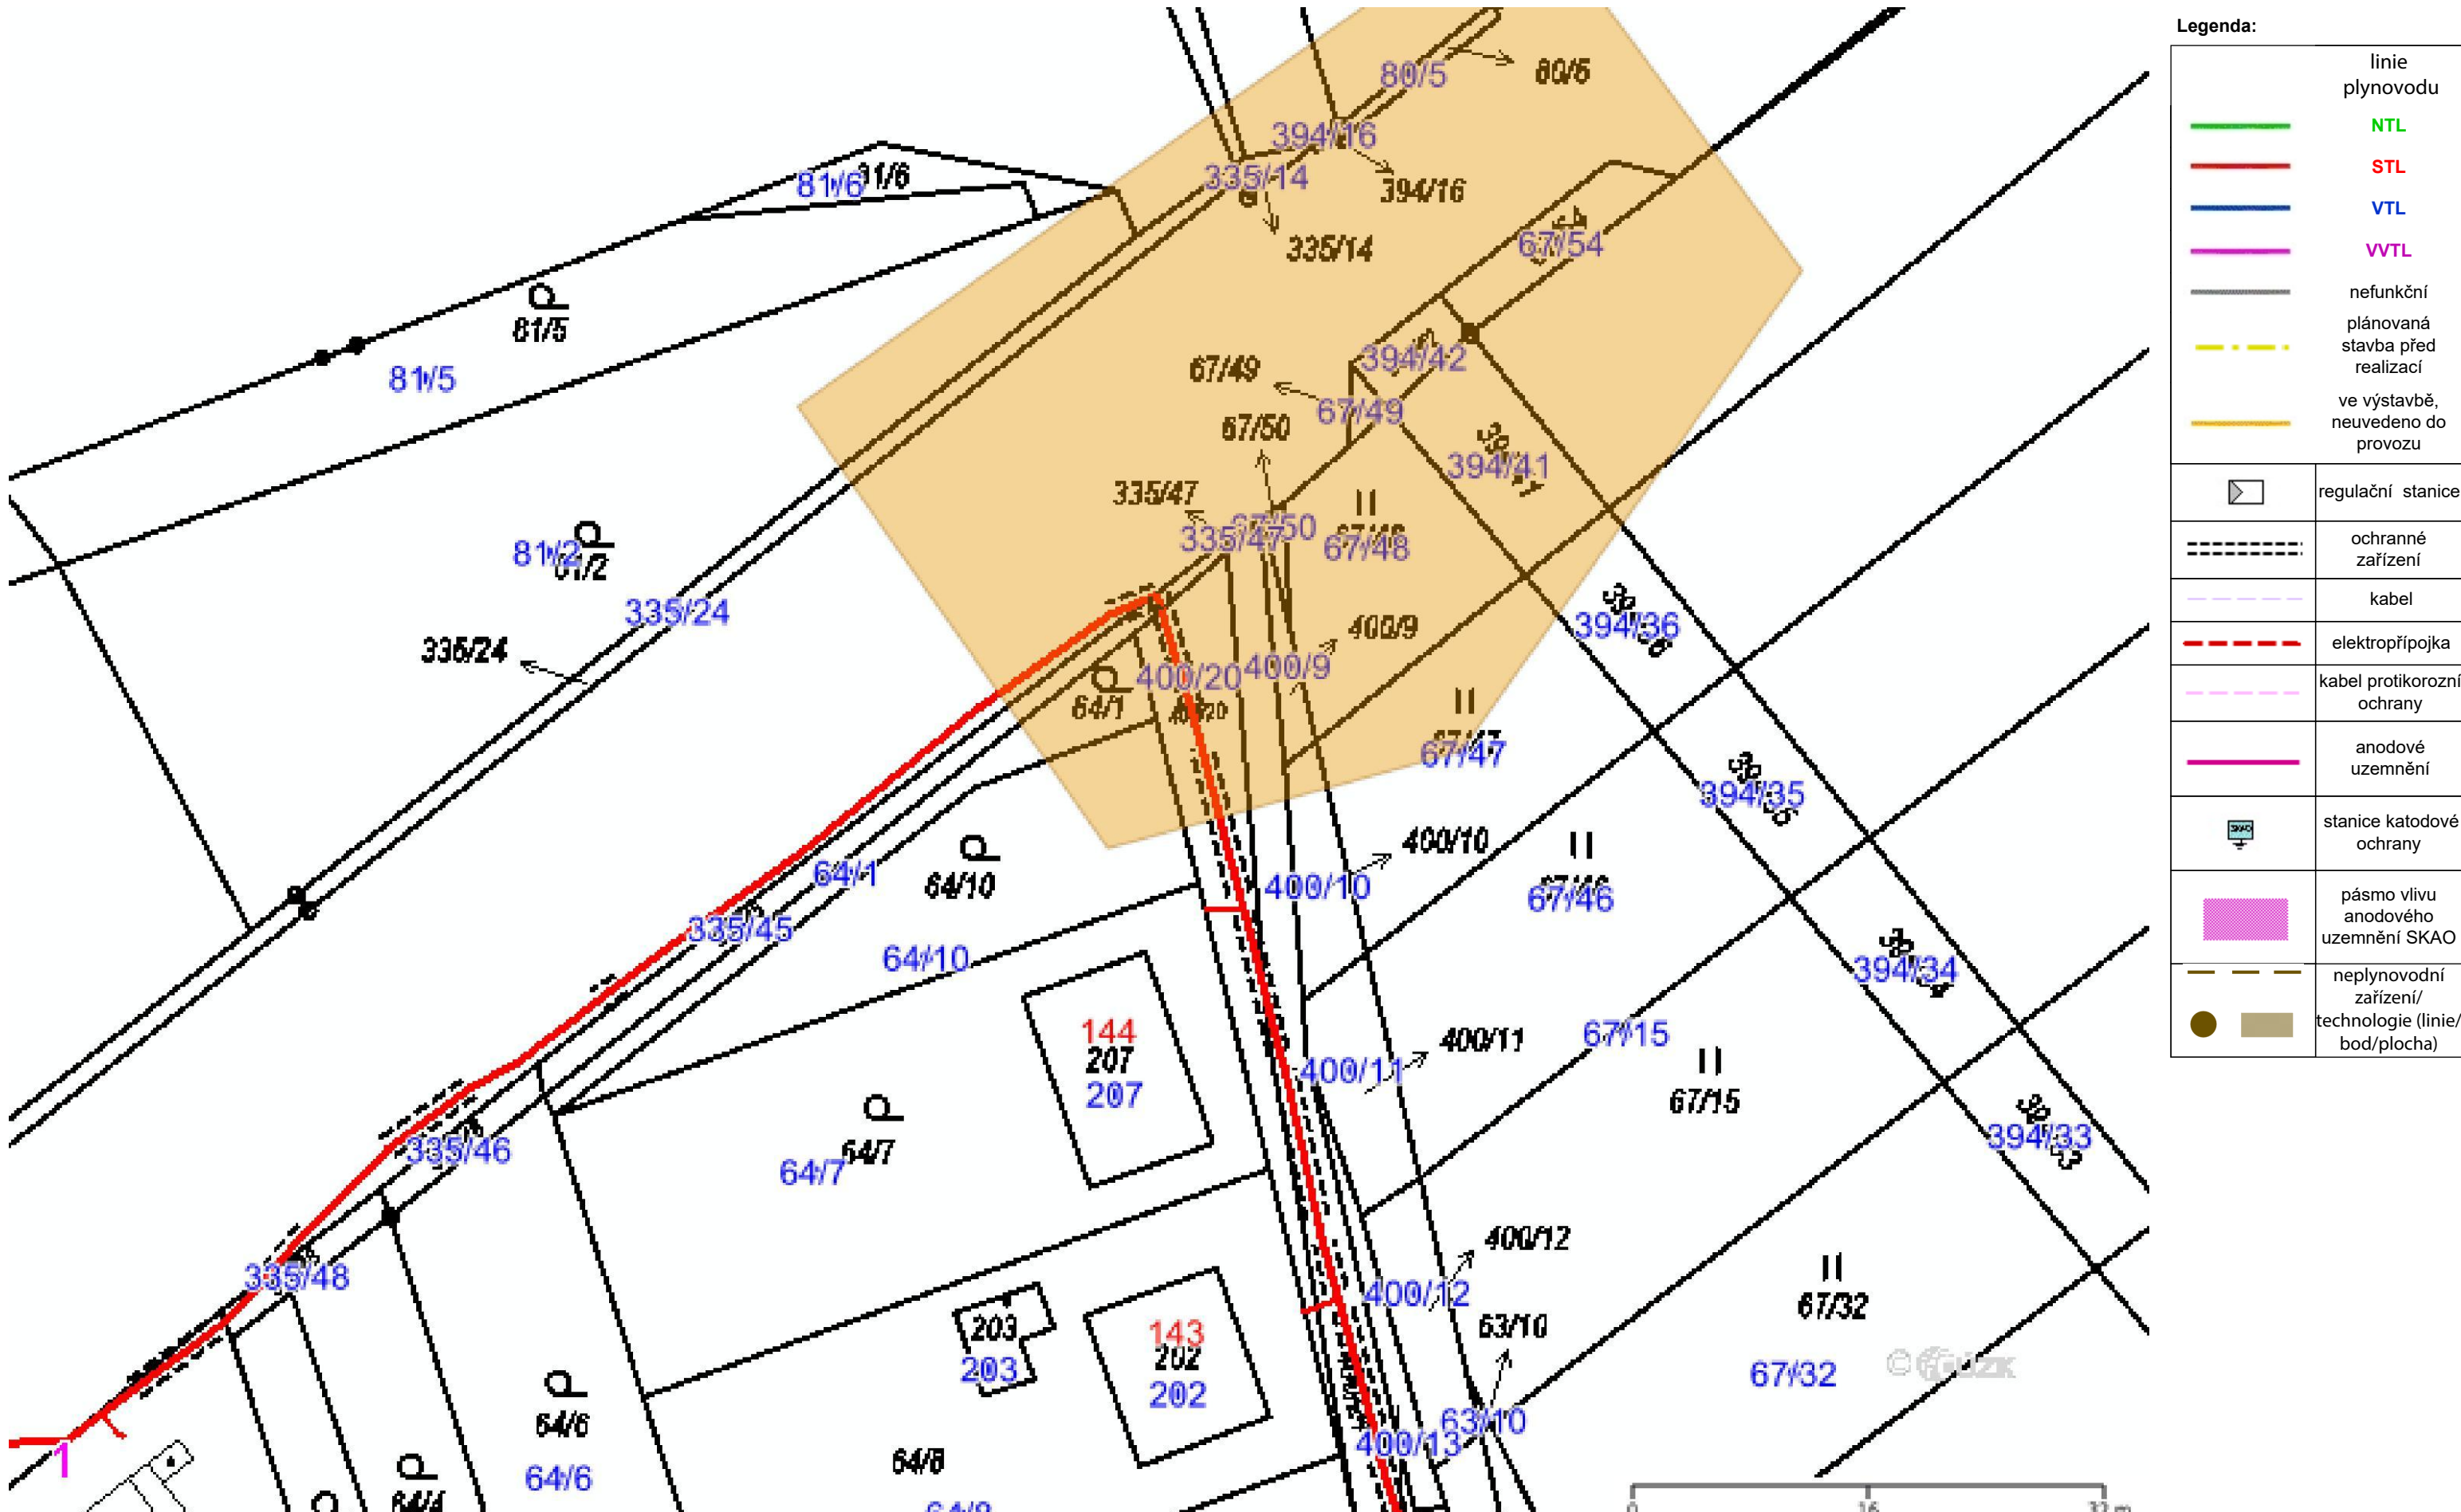 Legenda:
linie
plynovodu
NTL
STL
VTL
VVTL
nefunkční
plánovaná
stavba před
realizací
ve výstavbě,
neuvedeno do
provozu
regulační stanice
ochranné
zařízení
kabel
elektropřípojka
kabel protikorozní
ochrany
anodové
uzemnění
stanice katodové
ochrany
pásmo vlivu
anodového
uzemnění SKAO
neplynovodní
zařízení/
technologie (linie/
bod/plocha)
80/5
80/6
394/16
335/14
394/16
335/14
81/6
81/5
81/5
67/54
394/42
67/49
67/49
67/50
394/41
335/47
67/50
335/47
67/48
81/2
81/2
335/24
335/24
394/36
400/9
400/9
400/20
400/20
64/1
67/47
394/35
400/10
400/10
64/1
64/10
67/46
335/45
64/10
394/34
144
207
207
400/11
400/11
67/15
67/15
335/46
64/7
64/7
394/33
400/12
400/12
335/48
67/32
67/32
63/10
63/10
203
203
143
202
202
400/13
1
64/6
64/6
64/8
64/8
64/4
0 16 32 m